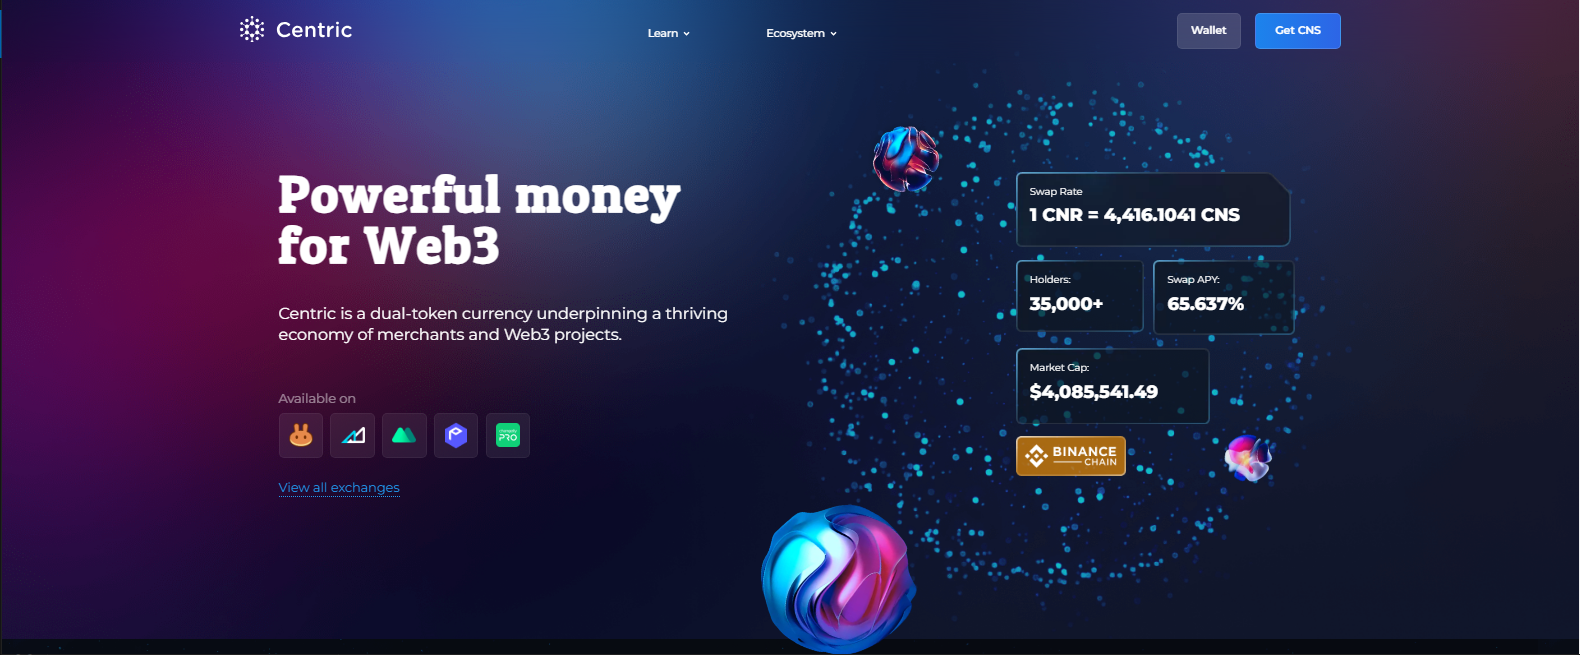 Centric
Learn
Ecosystem
Wallet
Get CNS
Powerful money
for Web3
Centric is a dual-token currency underpinning a thriving
economy of merchants and Web3 projects.
Available on
PRO
View all exchanges
Swap Rate
1 CNR = 4,416.1041 CNS
Holders:
35,000+
Swap APY:
65.637%
Market Cap:
$4,085,541.49
BINANCE
CHAIN